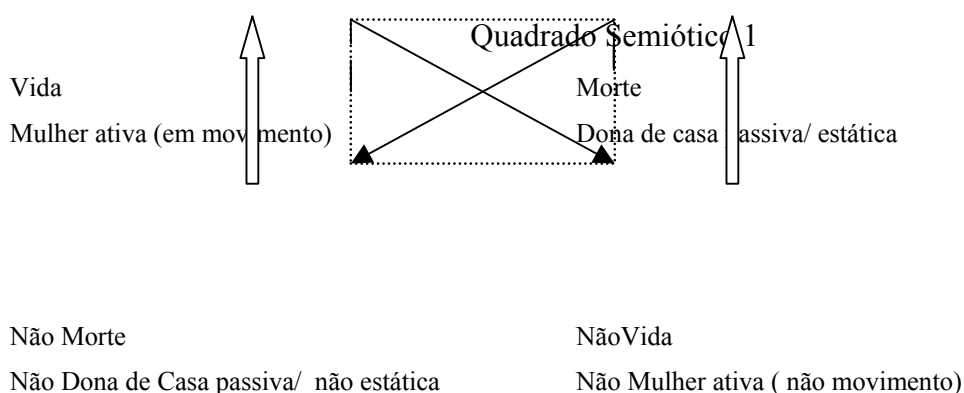 Quadrado Semiótico 1
Vida Morte
Mulher ativa (em movimento) Dona de casa passiva/ estática
Não Morte NãoVida
Não Dona de Casa passiva/ não estática Não Mulher ativa ( não movimento)